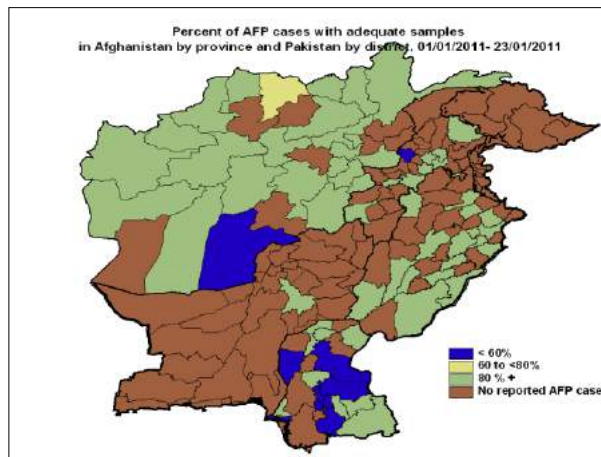 Percent of AFP cases with adequate samples
in Afghanistan by province and Pakistan by district, 01/01/2011- 23/01/2011
< 60%
60 to <80%
80 % +
No reported AFP case